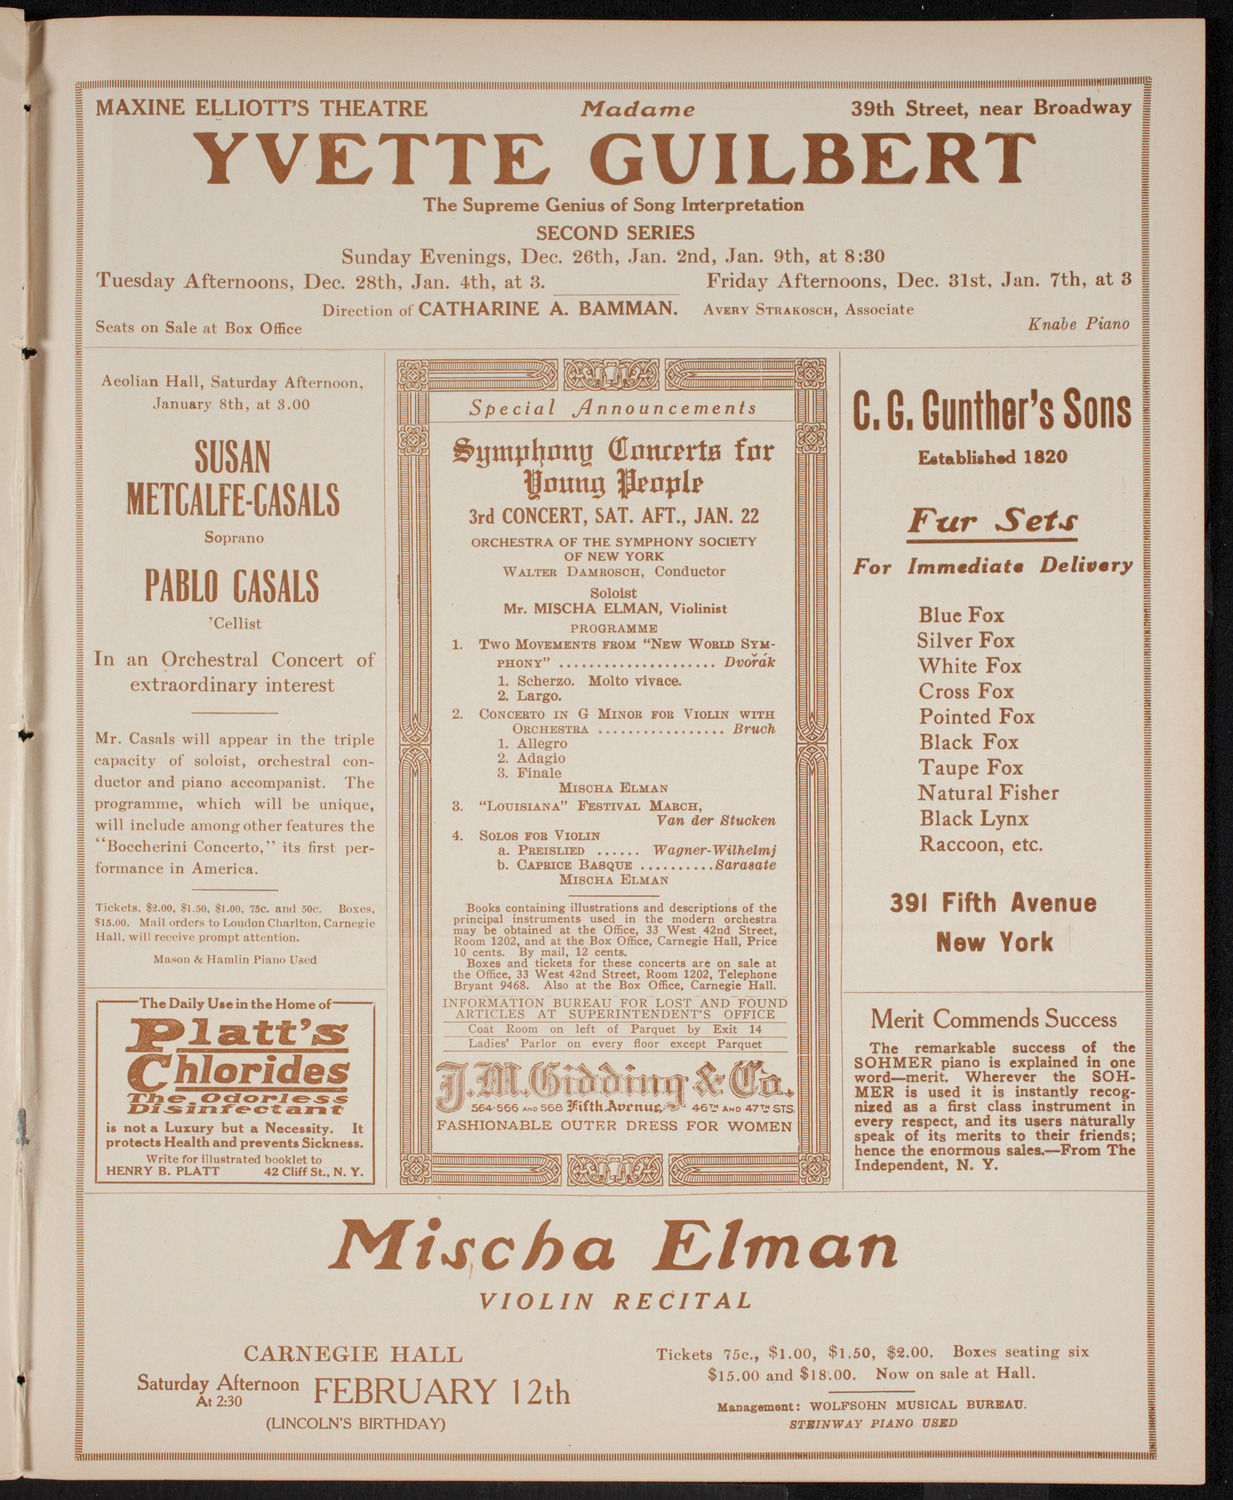 MAXINE ELLIOTT'S THEATRE Madame 39th Street, near Broadway
YVETTE GUILBERT
The Supreme Genius of Song Interpretation
SECOND SERIES
Sunday Evenings, Dec. 26th, Jan. 2nd, Jan. 9th, at 8:30
Tuesday Afternoons, Dec. 28th, Jan. 4th, at 3. Friday Afternoons, Dec. 31st, Jan. 7th, at 3
Direction of CATHARINE A. BAMMAN. AVERY STRAKOSCH, Associate
Seats on Sale at Box Office Knabe Piano
Aeolian Hall, Saturday Afternoon,
January 8th, at 3.00
SUSAN
METCALFE-CASALS
Soprano
PABLO CASALS
'Cellist
In an Orchestral Concert of
extraordinary interest
Mr. Casals will appear in the triple
capacity of soloist, orchestral con-
ductor and piano accompanist. The
programme, which will be unique,
will include among other features the
"Boccherini Concerto," its first per-
formance in America.
Tickets, $2.00, $1.50, $1.00, 75c. and 50c. Boxes,
$15.00. Mail orders to Loudon Charlton, Carnegie
Hall, will receive prompt attention.
Mason & Hamlin Piano Used
The Daily Use in the Home of
Platt's
Chlorides
The Odorless
Disinfectant
is not a Luxury but a Necessity. It
protects Health and prevents Sickness.
Write for illustrated booklet to
HENRY B. PLATT 42 Cliff St., N. Y.
Special Announcements
Symphony Concerts for
Young People
3rd CONCERT, SAT. AFT., JAN. 22
ORCHESTRA OF THE SYMPHONY SOCIETY
OF NEW YORK
WALTER DAMROSCH, Conductor
Soloist
Mr. MISCHA ELMAN, Violinist
PROGRAMME
1. TWO MOVEMENTS FROM "NEW WORLD SYM-
PHONY" ..................... Dvořák
1. Scherzo. Molto vivace.
2. Largo.
2. CONCERTO IN G MINOR FOR VIOLIN WITH
ORCHESTRA ................. Bruch
1. Allegro
2. Adagio
3. Finale
MISCHA ELMAN
3. "LOUISIANA" FESTIVAL MARCH,
Van der Stucken
4. SOLOS FOR VIOLIN
a. PREISLIED ...... Wagner-Wilhelmj
b. CAPRICE BASQUE ..........Sarasate
MISCHA ELMAN
Books containing illustrations and descriptions of the
principal instruments used in the modern orchestra
may be obtained at the Office, 33 West 42nd Street,
Room 1202, and at the Box Office, Carnegie Hall, Price
10 cents. By mail, 12 cents.
Boxes and tickets for these concerts are on sale at
the Office, 33 West 42nd Street, Room 1202, Telephone
Bryant 9468. Also at the Box Office, Carnegie Hall.
INFORMATION BUREAU FOR LOST AND FOUND
ARTICLES AT SUPERINTENDENT'S OFFICE
Coat Room on left of Parquet by Exit 14
Ladies' Parlor on every floor except Parquet
J.M. Gidding & Co.
564-566 AND 568 Fifth Avenue, 46TH AND 47TH STS.
FASHIONABLE OUTER DRESS FOR WOMEN
C. G. Gunther's Sons
Established 1820
Fur Sets
For Immediate Delivery
Blue Fox
Silver Fox
White Fox
Cross Fox
Pointed Fox
Black Fox
Taupe Fox
Natural Fisher
Black Lynx
Raccoon, etc.
391 Fifth Avenue
New York
Merit Commends Success
The remarkable success of the
SOHMER piano is explained in one
word—merit. Wherever the SOH-
MER is used it is instantly recog-
nized as a first class instrument in
every respect, and its users naturally
speak of its merits to their friends;
hence the enormous sales.—From The
Independent, N. Y.
Mischa Elman
VIOLIN RECITAL
CARNEGIE HALL
Saturday Afternoon At 2:30 FEBRUARY 12th
(LINCOLN'S BIRTHDAY)
Tickets 75c., $1.00, $1.50, $2.00. Boxes seating six
$15.00 and $18.00. Now on sale at Hall.
Management: WOLFSOHN MUSICAL BUREAU.
STEINWAY PIANO USED